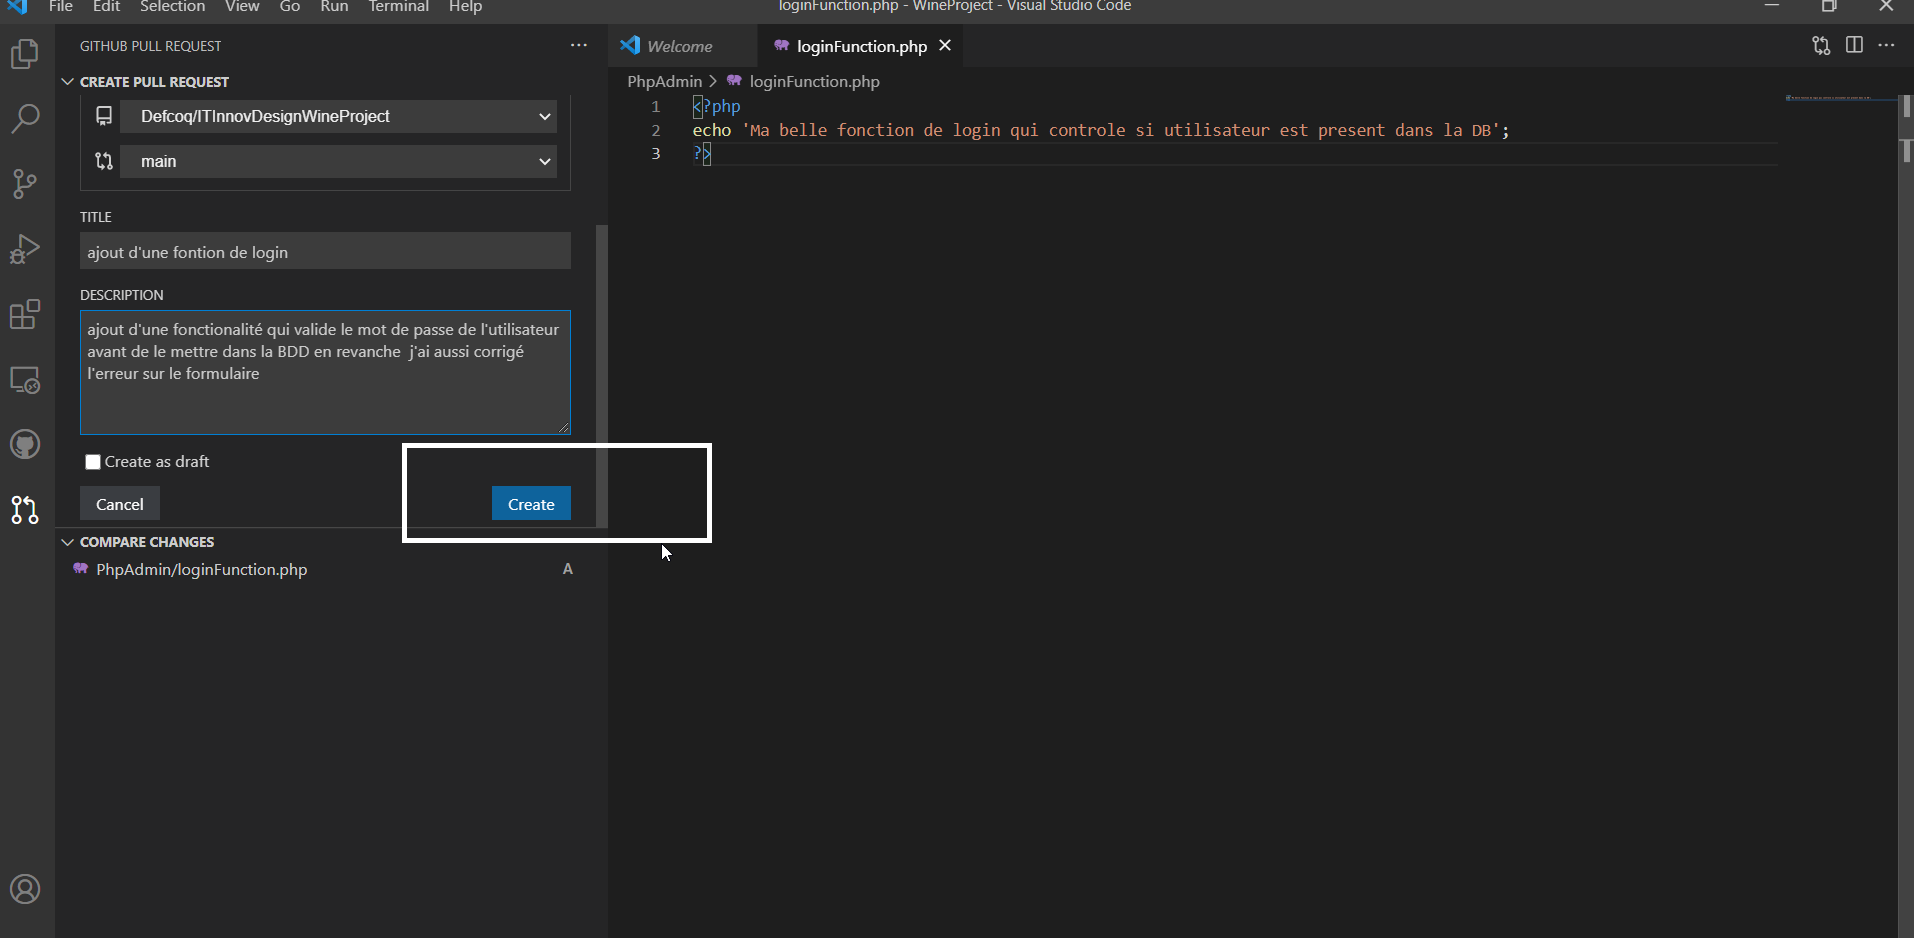 File Edit Selection View Go Run Terminal Help
loginFunction.php - WineProject - Visual Studio Code
GITHUB PULL REQUEST
CREATE PULL REQUEST
Defcoq/ITInnovDesignWineProject
main
TITLE
ajout d'une fontion de login
DESCRIPTION
ajout d'une fonctionalité qui valide le mot de passe de l'utilisateur
avant de le mettre dans la BDD en revanche  j'ai aussi corrigé
l'erreur sur le formulaire
Create as draft
Cancel
Create
COMPARE CHANGES
PhpAdmin/loginFunction.php A
Welcome
loginFunction.php
PhpAdmin > loginFunction.php
1 <?php
2 echo 'Ma belle fonction de login qui controle si utilisateur est present dans la DB';
3 ?>